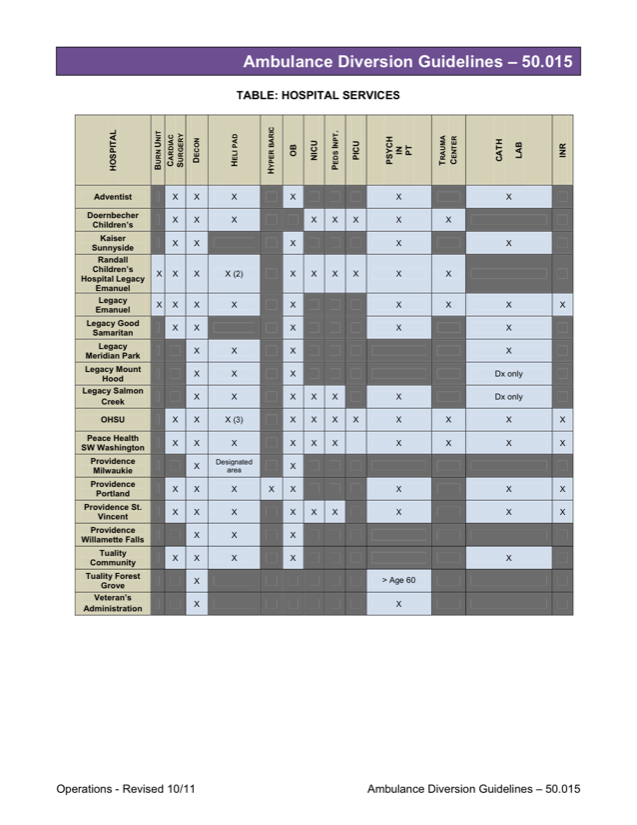 Ambulance Diversion Guidelines – 50.015
TABLE: HOSPITAL SERVICES
HOSPITAL BURN UNIT CARDIAC SURGERY DECON HELI PAD HYPER BARIC OB NICU PEDS INPT. PICU PSYCH IN PT TRAUMA CENTER CATH LAB INR
Adventist X X X X X X
Doernbecher Children's X X X X X X X X
Kaiser Sunnyside X X X X X
Randall Children's Hospital Legacy Emanuel X X X X (2) X X X X X X
Legacy Emanuel X X X X X X X X X
Legacy Good Samaritan X X X X X
Legacy Meridian Park X X X X
Legacy Mount Hood X X X Dx only
Legacy Salmon Creek X X X X X X Dx only
OHSU X X X (3) X X X X X X X X
Peace Health SW Washington X X X X X X X X X X
Providence Milwaukie X Designated area X
Providence Portland X X X X X X X X
Providence St. Vincent X X X X X X X X X
Providence Willamette Falls X X X
Tuality Community X X X X X
Tuality Forest Grove X > Age 60
Veteran's Administration X X
Operations - Revised 10/11 Ambulance Diversion Guidelines – 50.015